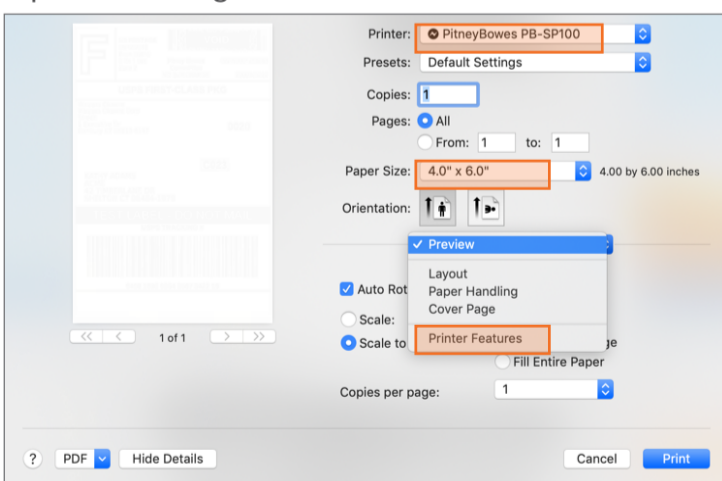 Printer: PitneyBowes PB-SP100
Presets: Default Settings
Copies: 1
Pages: All
From: 1 to: 1
Paper Size: 4.0" x 6.0" 4.00 by 6.00 inches
Orientation:
✓ Preview
Layout
Paper Handling
Cover Page
Printer Features
Auto Rot
Scale:
Scale to
Fill Entire Paper
Copies per page: 1
<< < 1 of 1 > >>
? PDF Hide Details Cancel Print